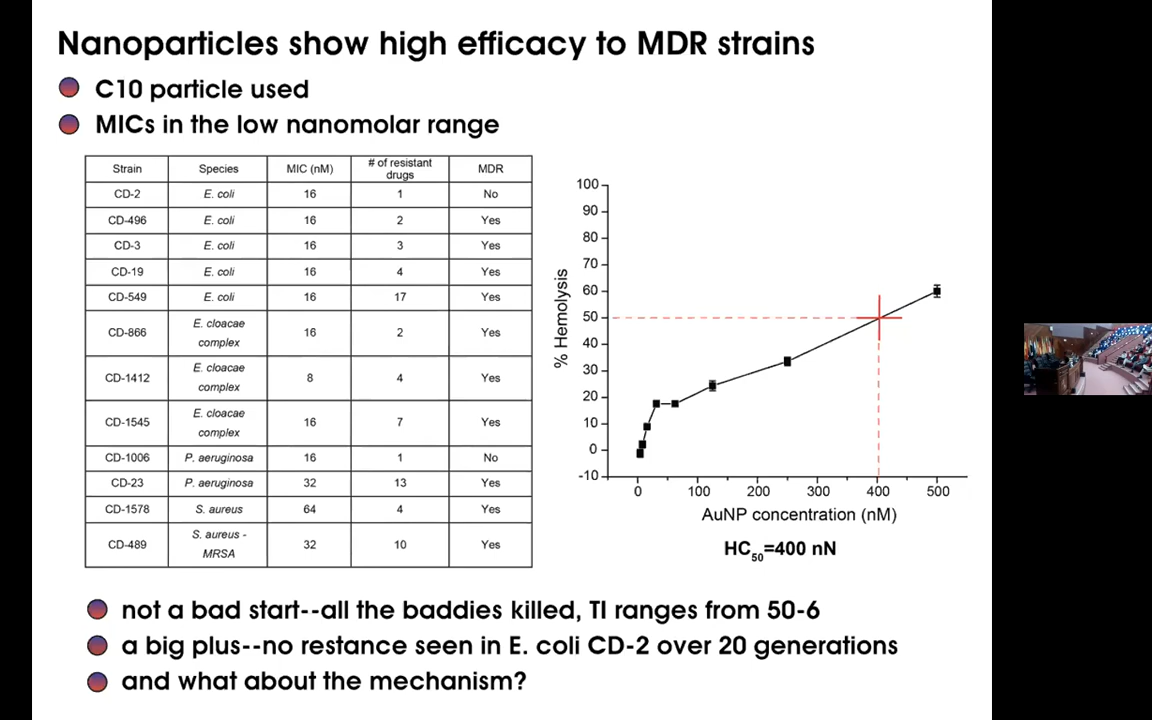 Nanoparticles show high efficacy to MDR strains
C10 particle used
MICs in the low nanomolar range
Strain Species MIC (nM) # of resistant drugs MDR
CD-2 E. coli 16 1 No
CD-496 E. coli 16 2 Yes
CD-3 E. coli 16 3 Yes
CD-19 E. coli 16 4 Yes
CD-549 E. coli 16 17 Yes
CD-866 E. cloacae complex 16 2 Yes
CD-1412 E. cloacae complex 8 4 Yes
CD-1545 E. cloacae complex 16 7 Yes
CD-1006 P. aeruginosa 16 1 No
CD-23 P. aeruginosa 32 13 Yes
CD-1578 S. aureus 64 4 Yes
CD-489 S. aureus - MRSA 32 10 Yes
% Hemolysis
100
90
80
70
60
50
40
30
20
10
0
-10
0 100 200 300 400 500
AuNP concentration (nM)
HC50=400 nN
not a bad start--all the baddies killed, TI ranges from 50-6
a big plus--no restance seen in E. coli CD-2 over 20 generations
and what about the mechanism?